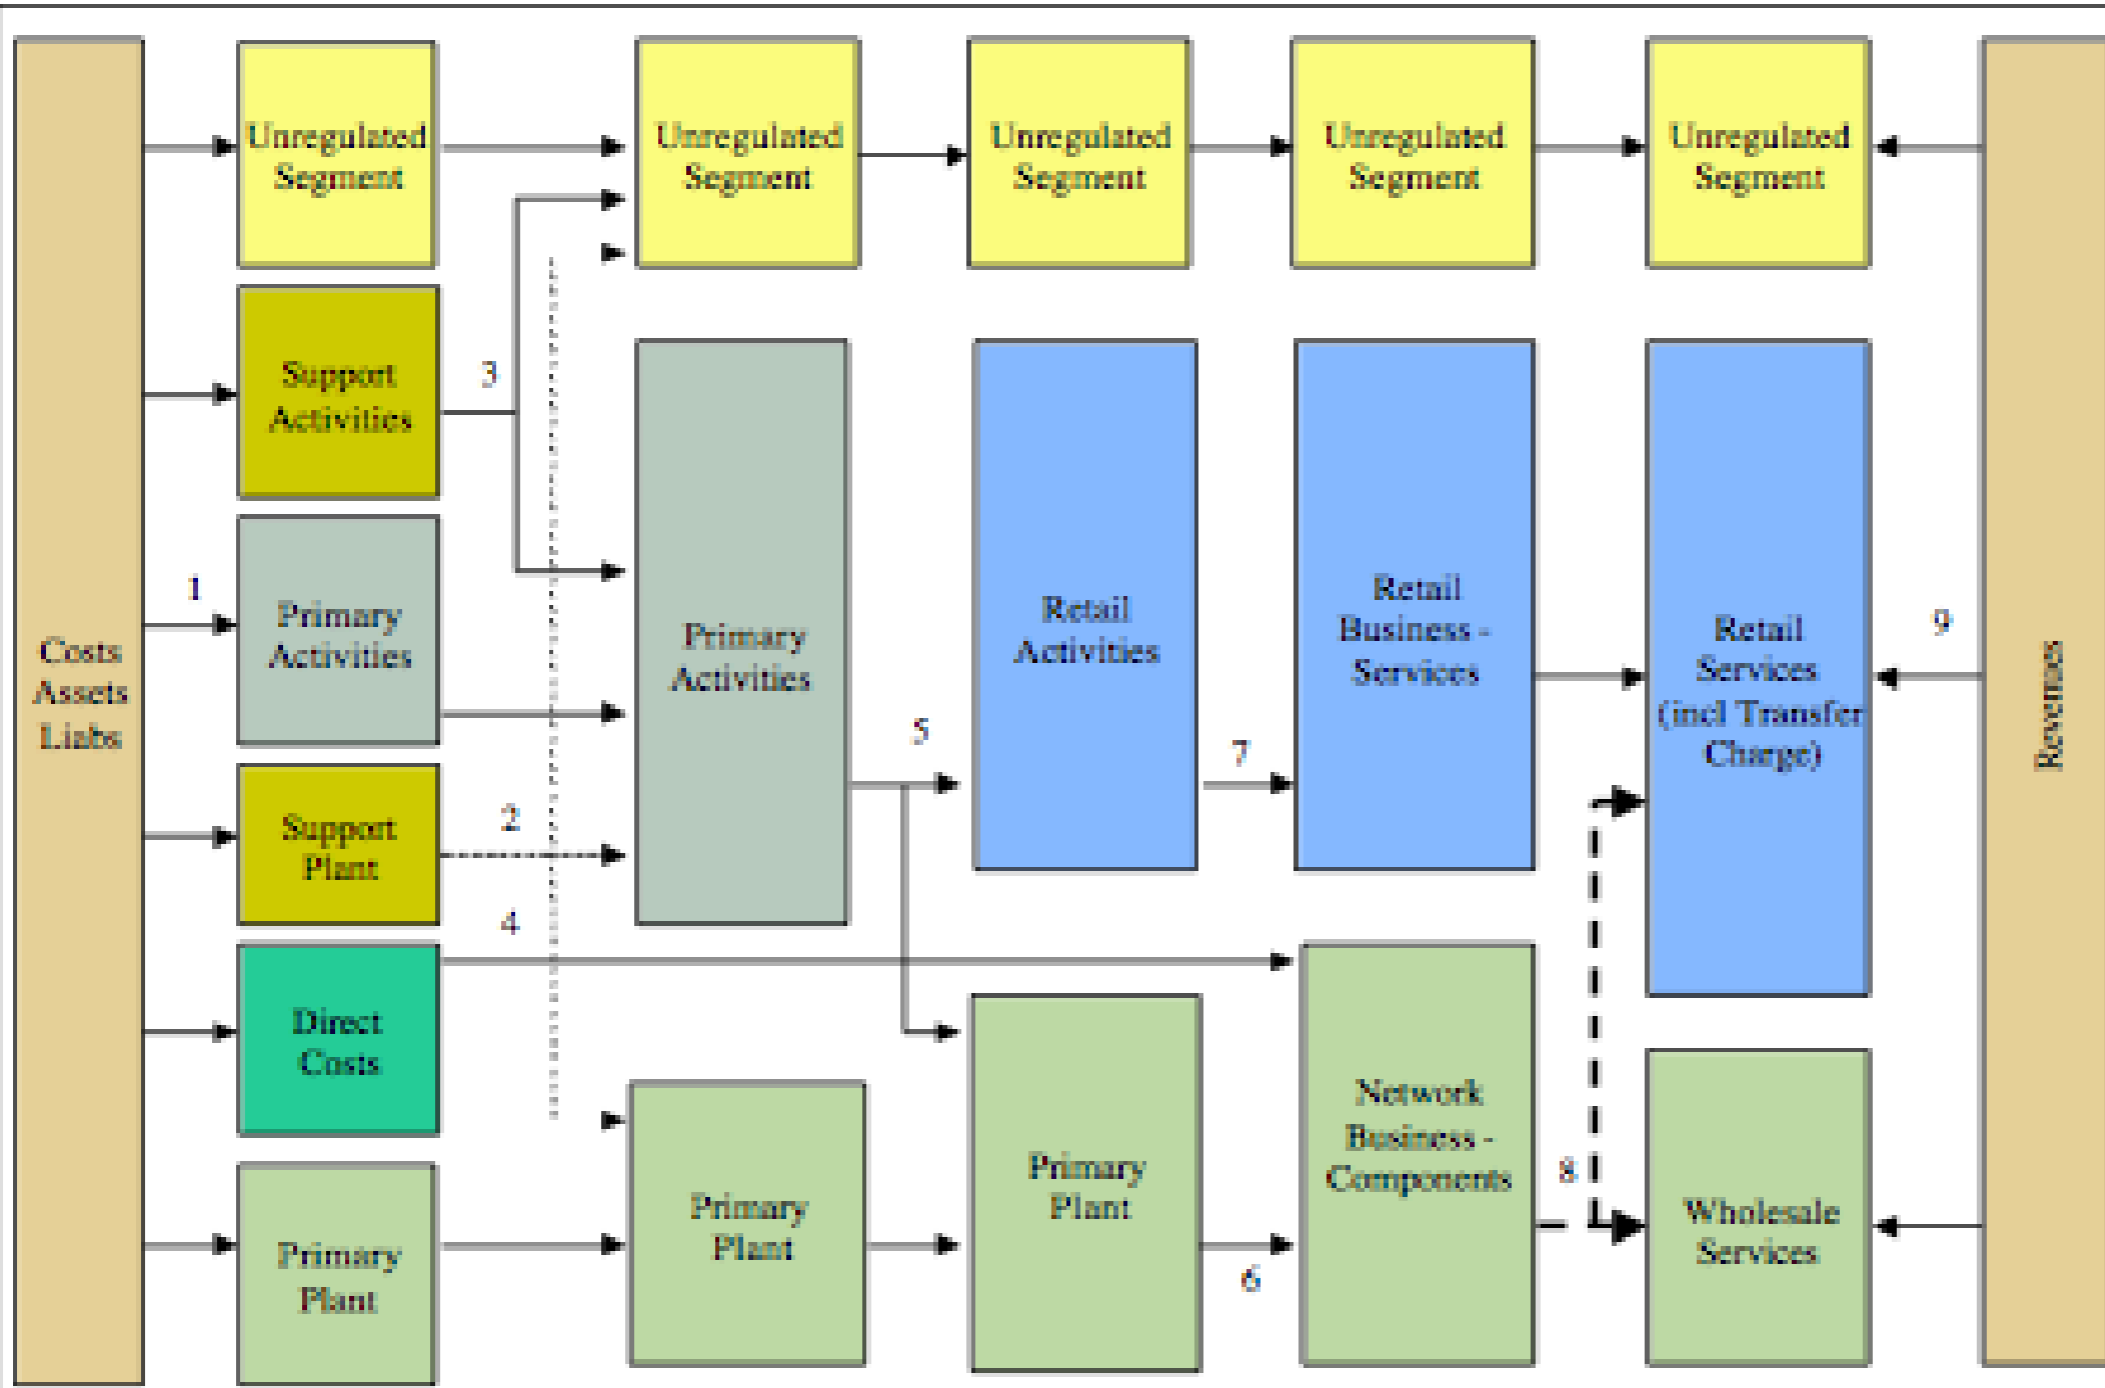 Costs
Assets
Liabs
1
Unregulated
Segment
Support
Activities
Primary
Activities
Support
Plant
Direct
Costs
Primary
Plant
3
2
4
Unregulated
Segment
Primary
Activities
Primary
Plant
5
Unregulated
Segment
Retail
Activities
Primary
Plant
7
6
Unregulated
Segment
Retail
Business -
Services
Network
Business -
Components
8
Unregulated
Segment
Retail
Services
(incl Transfer
Charge)
Wholesale
Services
9
Revenues